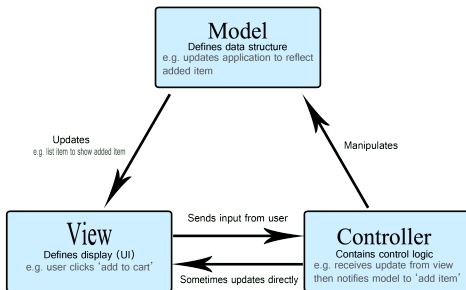 Model
Defines data structure
e.g. updates application to reflect
added item
Updates
e.g. list item to show added item
Manipulates
View
Defines display (UI)
e.g. user clicks ‘add to cart’
Sends input from user
Sometimes updates directly
Controller
Contains control logic
e.g. receives update from view
then notifies model to ‘add item’